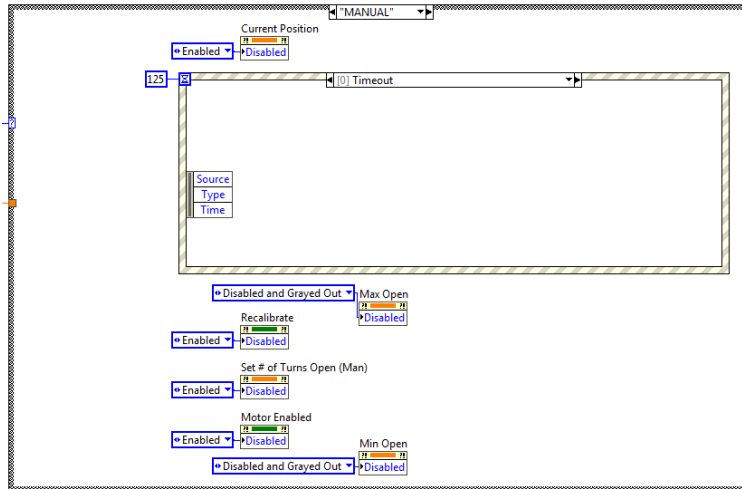 "MANUAL"
Current Position
Enabled
Disabled
125
[0] Timeout
?
Source
Type
Time
Disabled and Grayed Out
Max Open
Disabled
Recalibrate
Enabled
Disabled
Set # of Turns Open (Man)
Enabled
Disabled
Motor Enabled
Enabled
Disabled
Min Open
Disabled and Grayed Out
Disabled